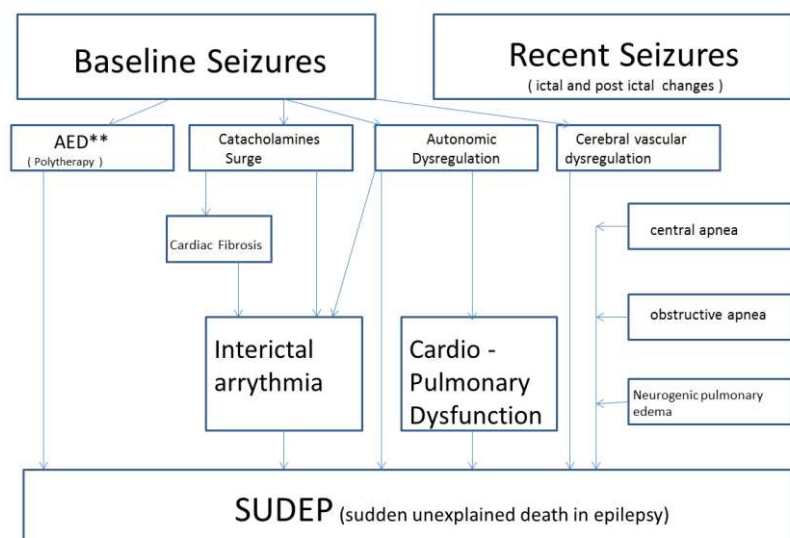 Baseline Seizures
Recent Seizures
( ictal and post ictal changes )
AED**
( Polytherapy )
Catacholamines
Surge
Autonomic
Dysregulation
Cerebral vascular
dysregulation
Cardiac Fibrosis
central apnea
obstructive apnea
Neurogenic pulmonary
edema
Interictal
arrythmia
Cardio -
Pulmonary
Dysfunction
SUDEP (sudden unexplained death in epilepsy)